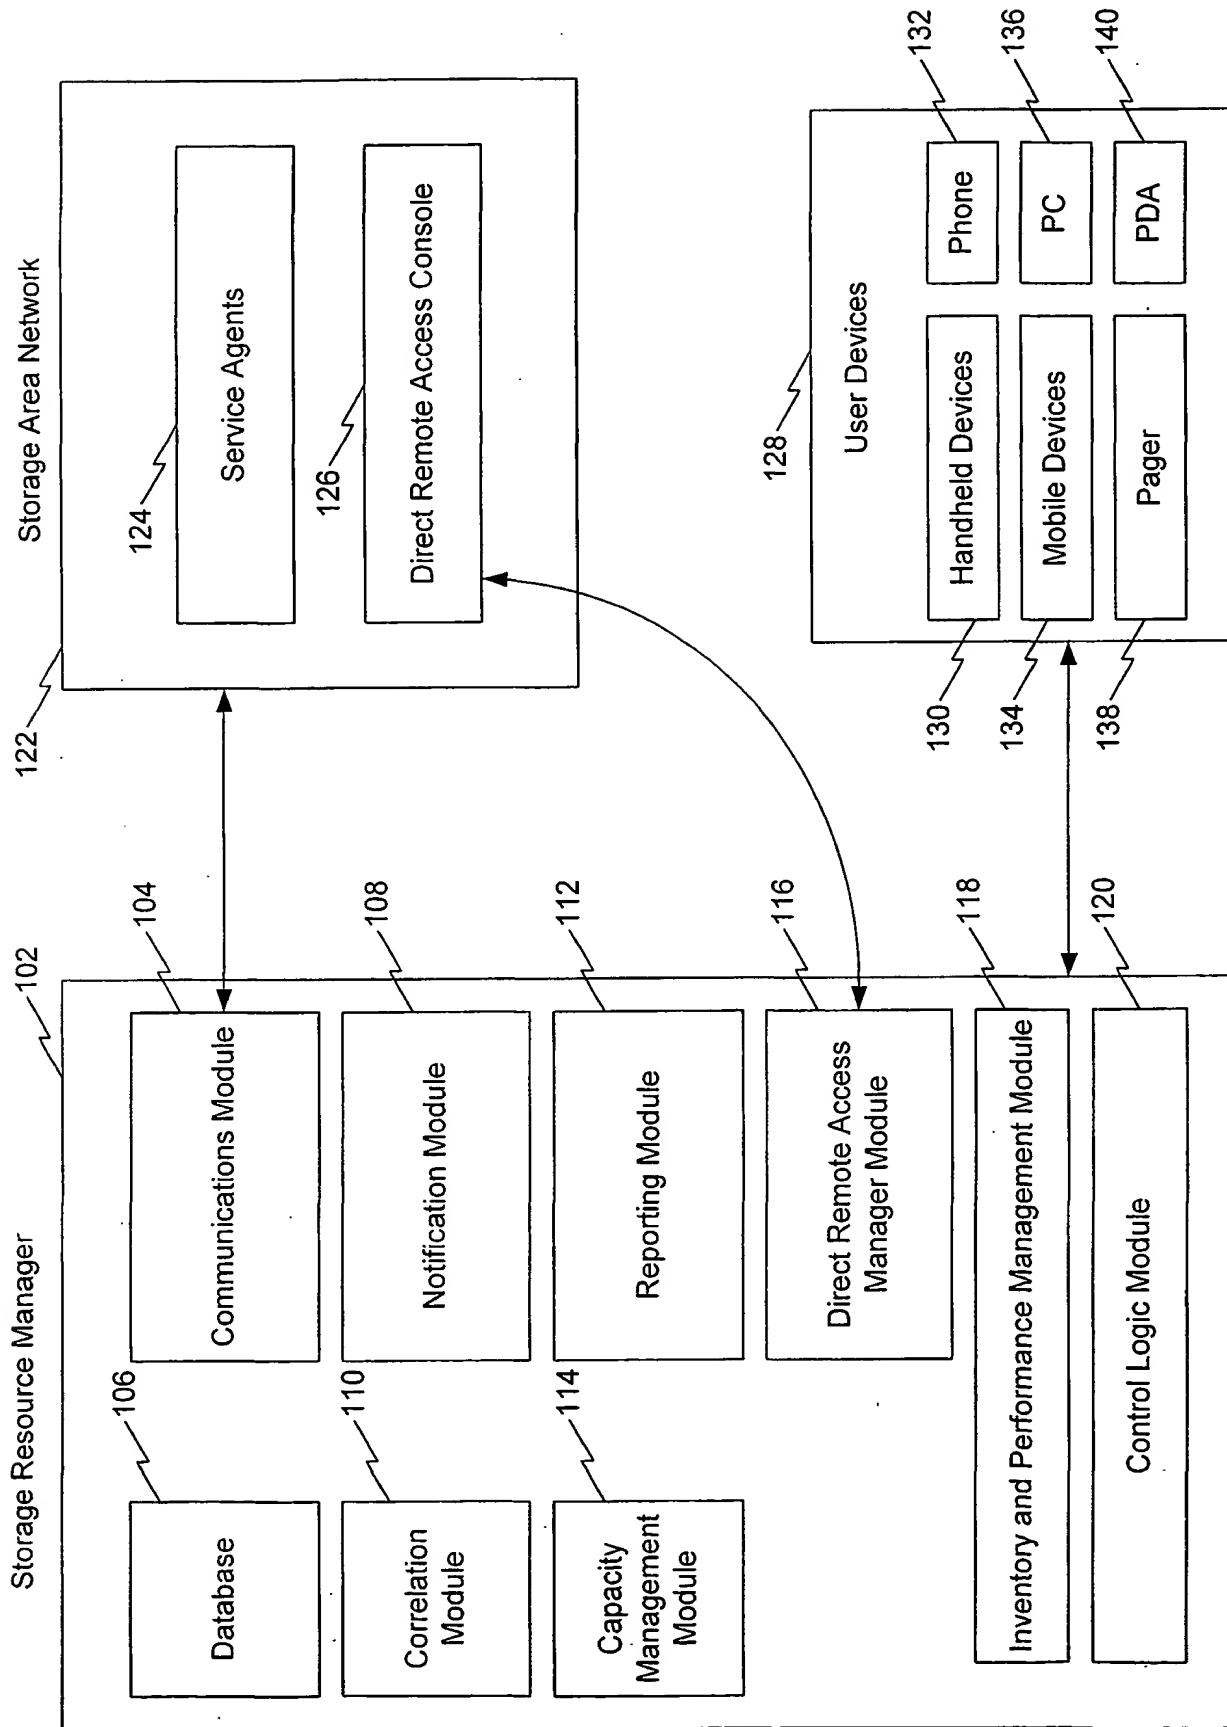 Storage Resource Manager
102
106
Database
104
Communications Module
110
Correlation
Module
108
Notification Module
114
Capacity
Management
Module
112
Reporting Module
116
Direct Remote Access
Manager Module
118
Inventory and Performance Management Module
120
Control Logic Module
Storage Area Network
122
124
Service Agents
126
Direct Remote Access Console
128
User Devices
130
Handheld Devices
132
Phone
134
Mobile Devices
136
PC
138
Pager
140
PDA